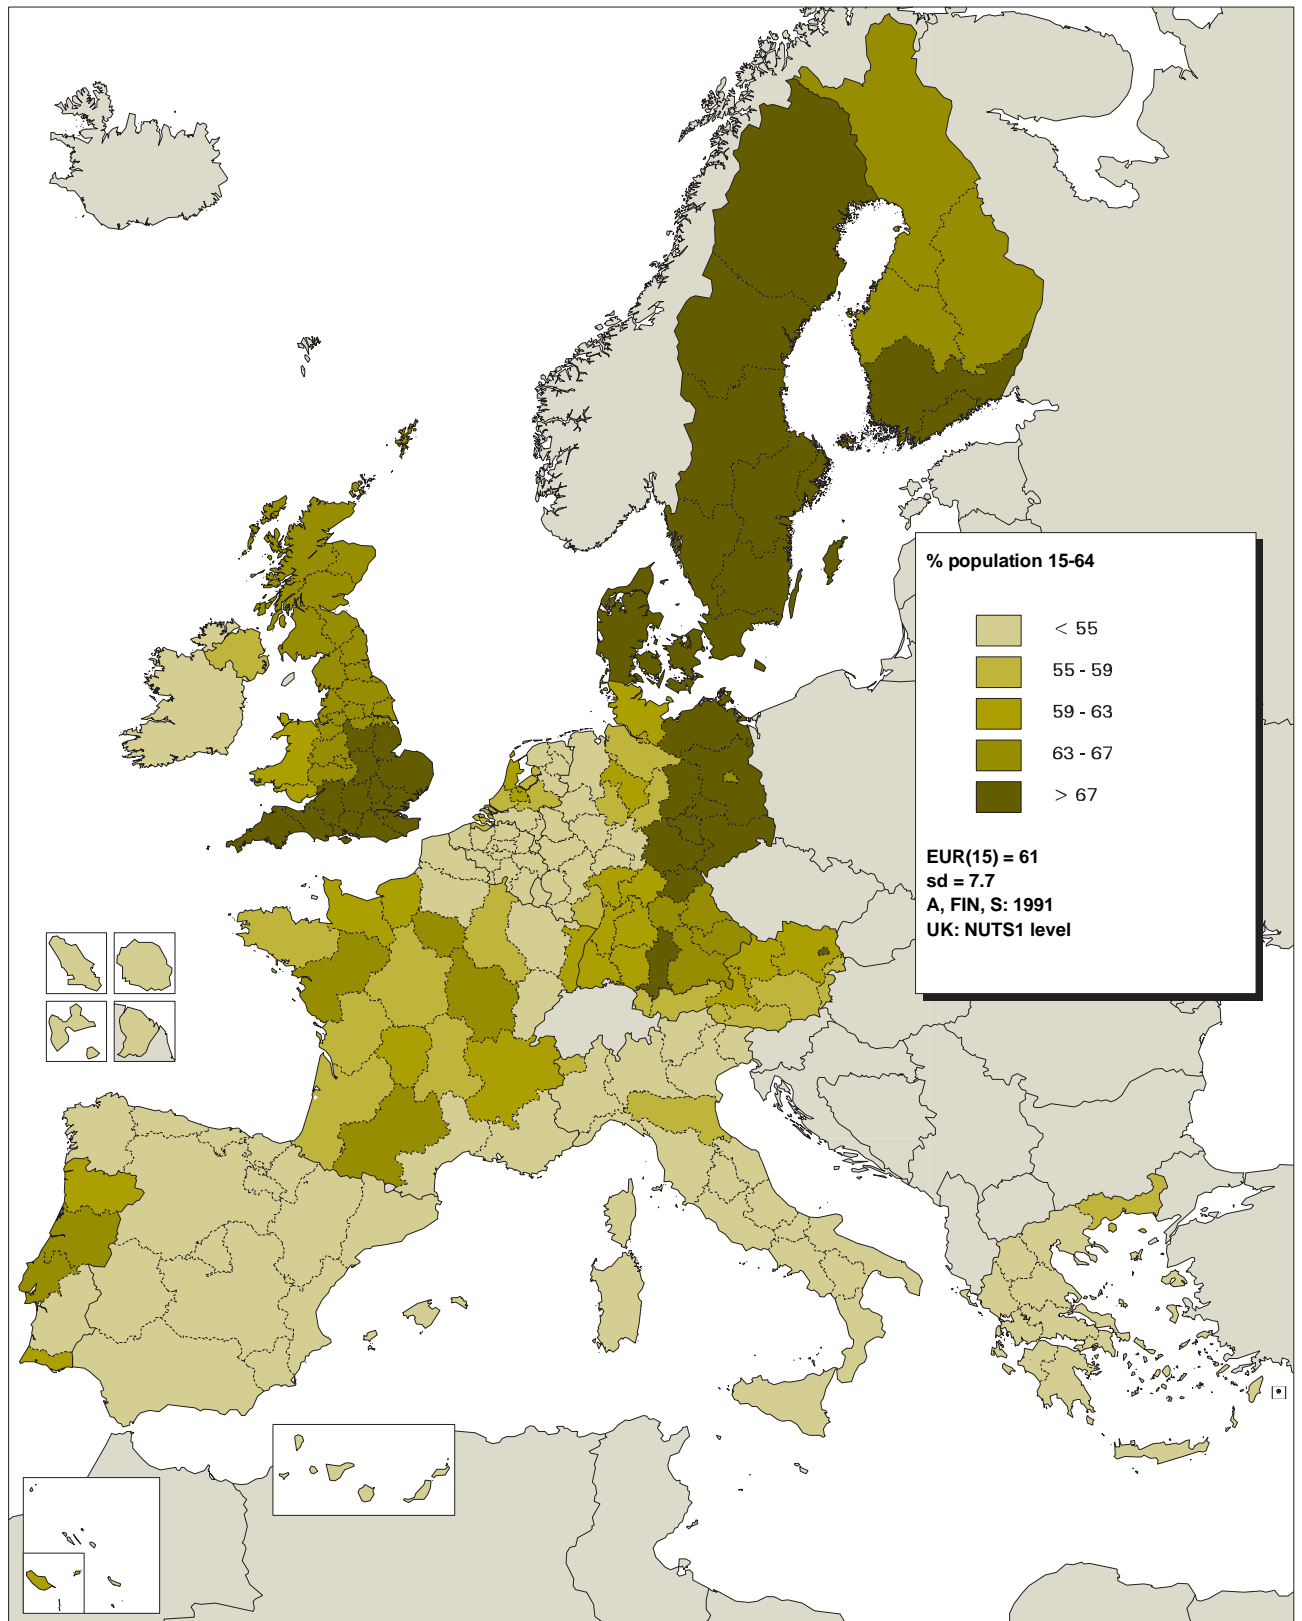 % population 15-64
< 55
55 - 59
59 - 63
63 - 67
> 67
EUR(15) = 61
sd = 7.7
A, FIN, S: 1991
UK: NUTS1 level